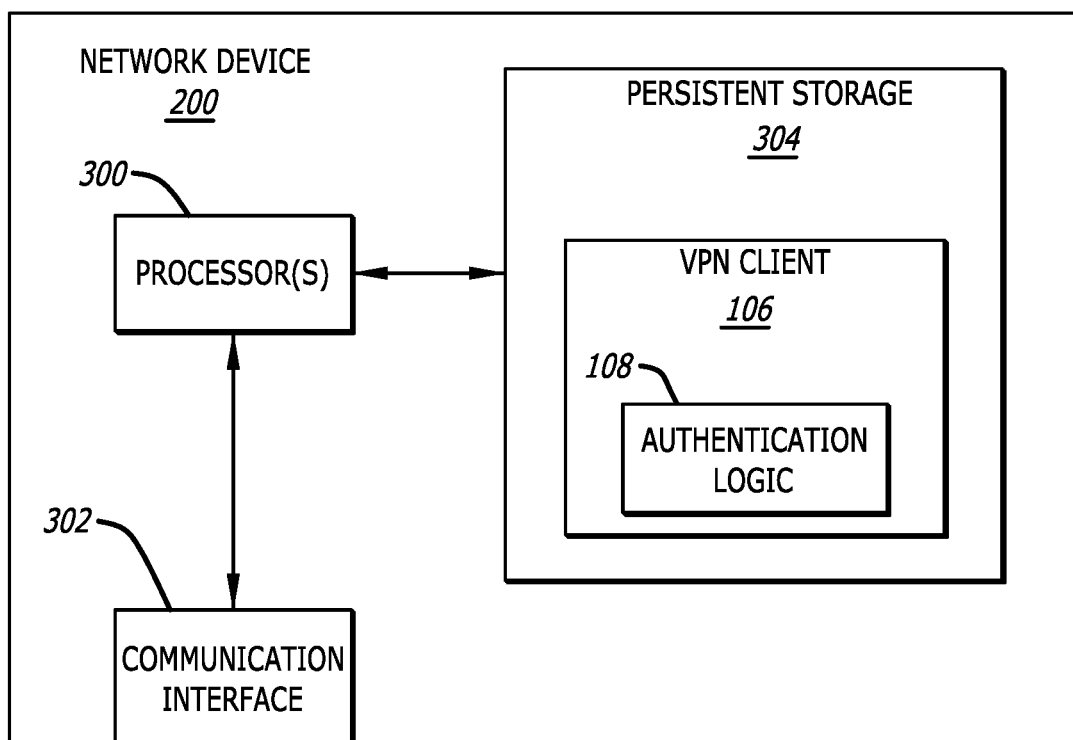 NETWORK DEVICE
200
PERSISTENT STORAGE
304
300
PROCESSOR(S)
VPN CLIENT
106
108
AUTHENTICATION
LOGIC
302
COMMUNICATION
INTERFACE